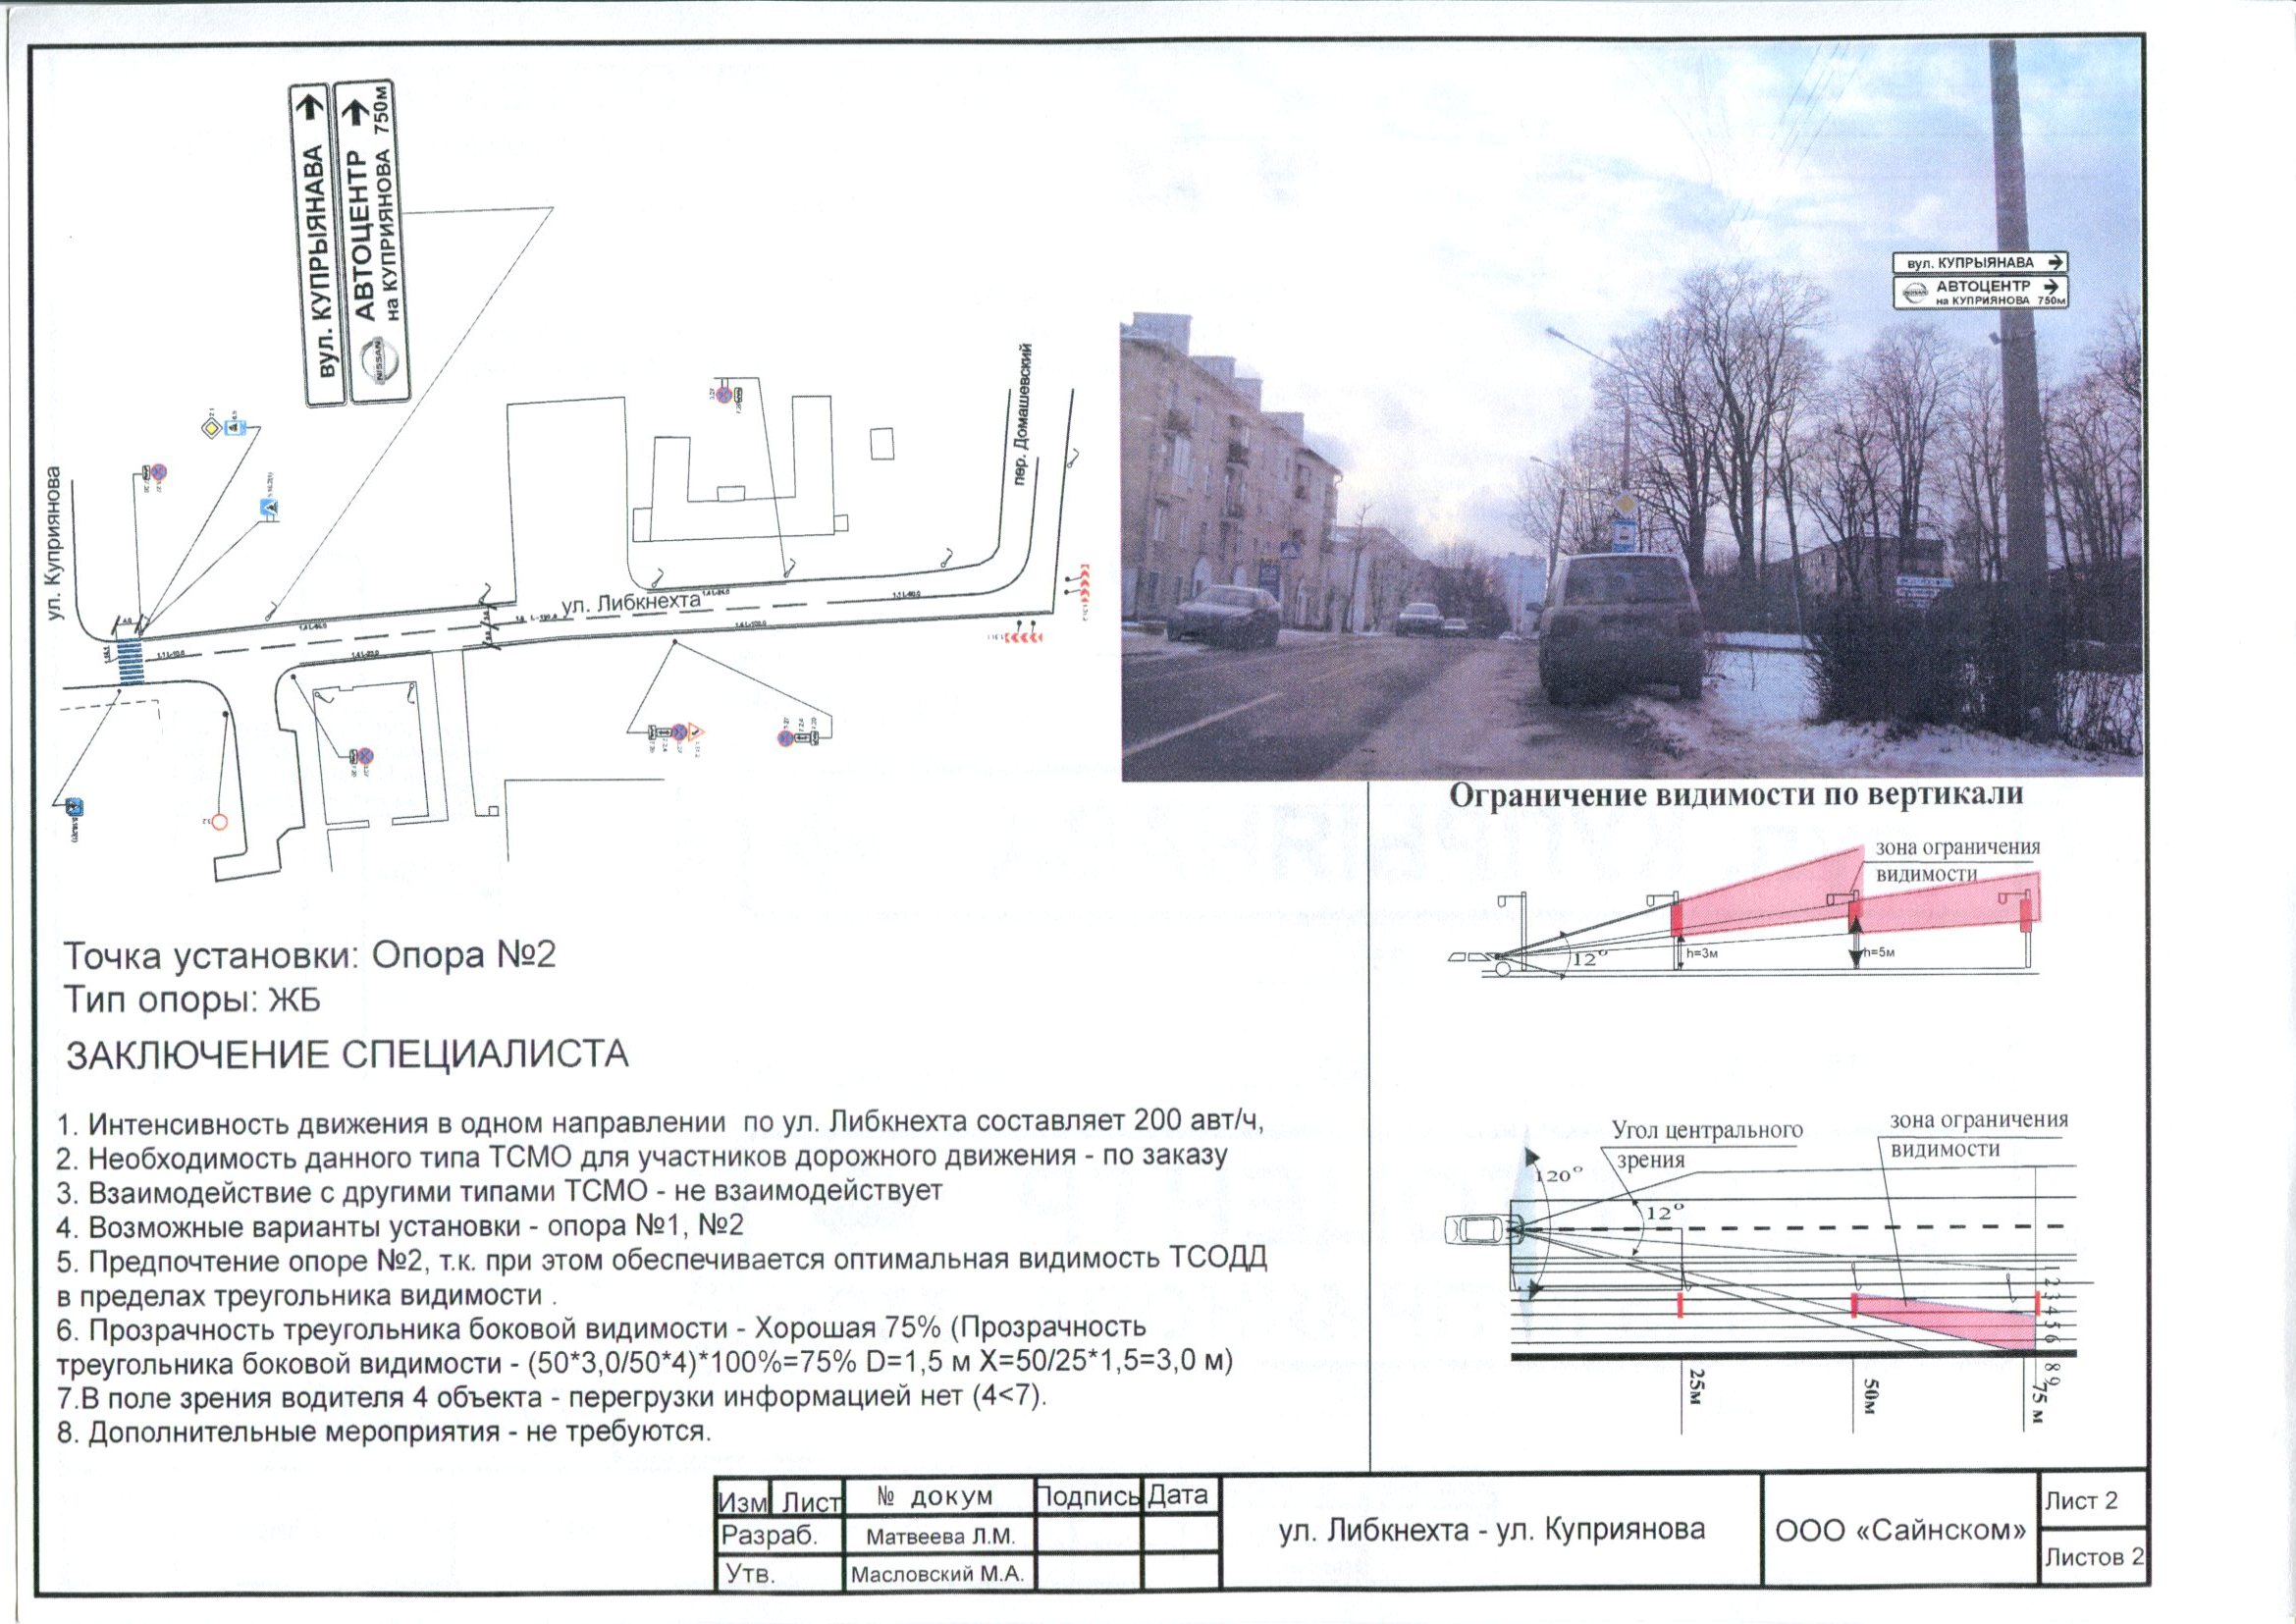 вул. КУПРЫЯНАВА
АВТОЦЕНТР
на КУПРИЯНОВА 750м
NISSAN
вул. КУПРЫЯНАВА
АВТОЦЕНТР
на КУПРИЯНОВА 750м
ул. Куприянова
ул. Либкнехта
пер. Домашевский
Ограничение видимости по вертикали
зона ограничения
видимости
12°
h=3м
h=5м
Точка установки: Опора №2
Тип опоры: ЖБ
ЗАКЛЮЧЕНИЕ СПЕЦИАЛИСТА
1. Интенсивность движения в одном направлении по ул. Либкнехта составляет 200 авт/ч,
2. Необходимость данного типа ТСМО для участников дорожного движения - по заказу
3. Взаимодействие с другими типами ТСМО - не взаимодействует
4. Возможные варианты установки - опора №1, №2
5. Предпочтение опоре №2, т.к. при этом обеспечивается оптимальная видимость ТСОДД
в пределах треугольника видимости .
6. Прозрачность треугольника боковой видимости - Хорошая 75% (Прозрачность
треугольника боковой видимости - (50*3,0/50*4)*100%=75% D=1,5 м X=50/25*1,5=3,0 м)
7.В поле зрения водителя 4 объекта - перегрузки информацией нет (4<7).
8. Дополнительные мероприятия - не требуются.
Угол центрального
зрения
зона ограничения
видимости
120°
12°
1 2 3 4 5 6 8 9
25м
50м
75 м
Изм Лист № докум Подпись Дата
Разраб. Матвеева Л.М.
Утв. Масловский М.А.
ул. Либкнехта - ул. Куприянова
ООО «Сайнском»
Лист 2
Листов 2